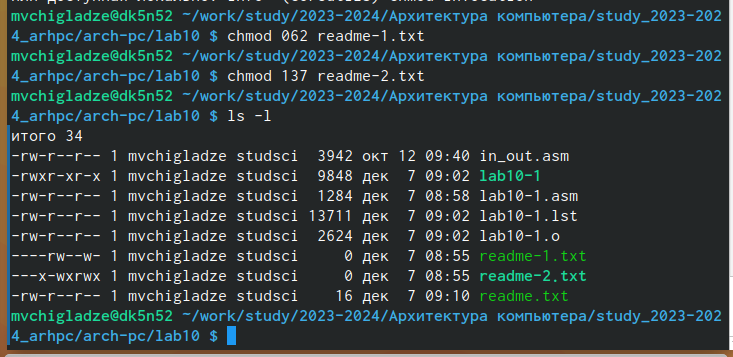 mvchigladze@dk5n52 ~/work/study/2023-2024/Архитектура компьютера/study_2023-202
4_arhpc/arch-pc/lab10 $ chmod 062 readme-1.txt
mvchigladze@dk5n52 ~/work/study/2023-2024/Архитектура компьютера/study_2023-202
4_arhpc/arch-pc/lab10 $ chmod 137 readme-2.txt
mvchigladze@dk5n52 ~/work/study/2023-2024/Архитектура компьютера/study_2023-202
4_arhpc/arch-pc/lab10 $ ls -l
итого 34
-rw-r--r-- 1 mvchigladze studsci  3942 окт 12 09:40 in_out.asm
-rwxr-xr-x 1 mvchigladze studsci  9848 дек  7 09:02 lab10-1
-rw-r--r-- 1 mvchigladze studsci  1284 дек  7 08:58 lab10-1.asm
-rw-r--r-- 1 mvchigladze studsci 13711 дек  7 09:02 lab10-1.lst
-rw-r--r-- 1 mvchigladze studsci  2624 дек  7 09:02 lab10-1.o
----rw--w- 1 mvchigladze studsci     0 дек  7 08:55 readme-1.txt
---x-wxrwx 1 mvchigladze studsci     0 дек  7 08:55 readme-2.txt
-rw-r--r-- 1 mvchigladze studsci    16 дек  7 09:10 readme.txt
mvchigladze@dk5n52 ~/work/study/2023-2024/Архитектура компьютера/study_2023-202
4_arhpc/arch-pc/lab10 $